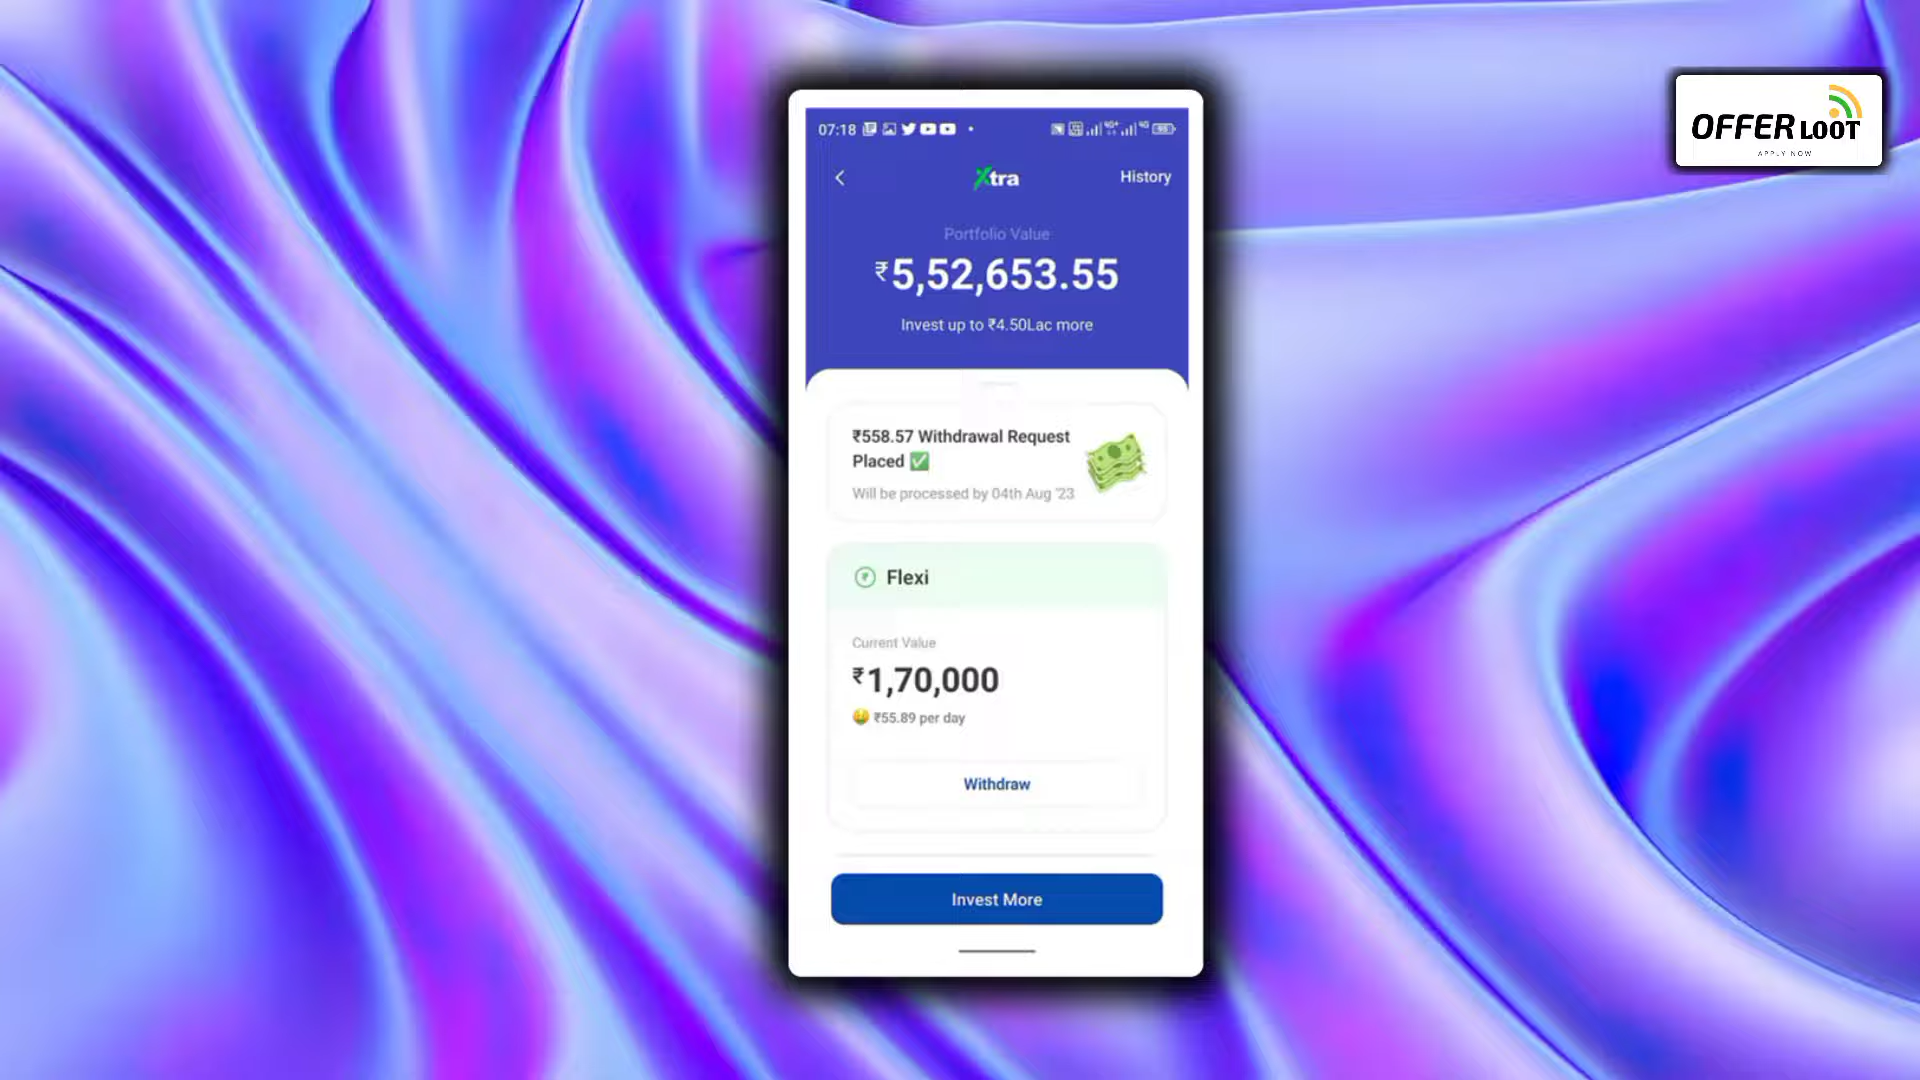 OFFER LOOT
APPLY NOW
07:18
Xtra
History
Portfolio Value
₹5,52,653.55
Invest up to ₹4.50Lac more
₹558.57 Withdrawal Request
Placed ✅
Will be processed by 04th Aug '23
Flexi
Current Value
₹1,70,000
🤑 ₹55.89 per day
Withdraw
Invest More